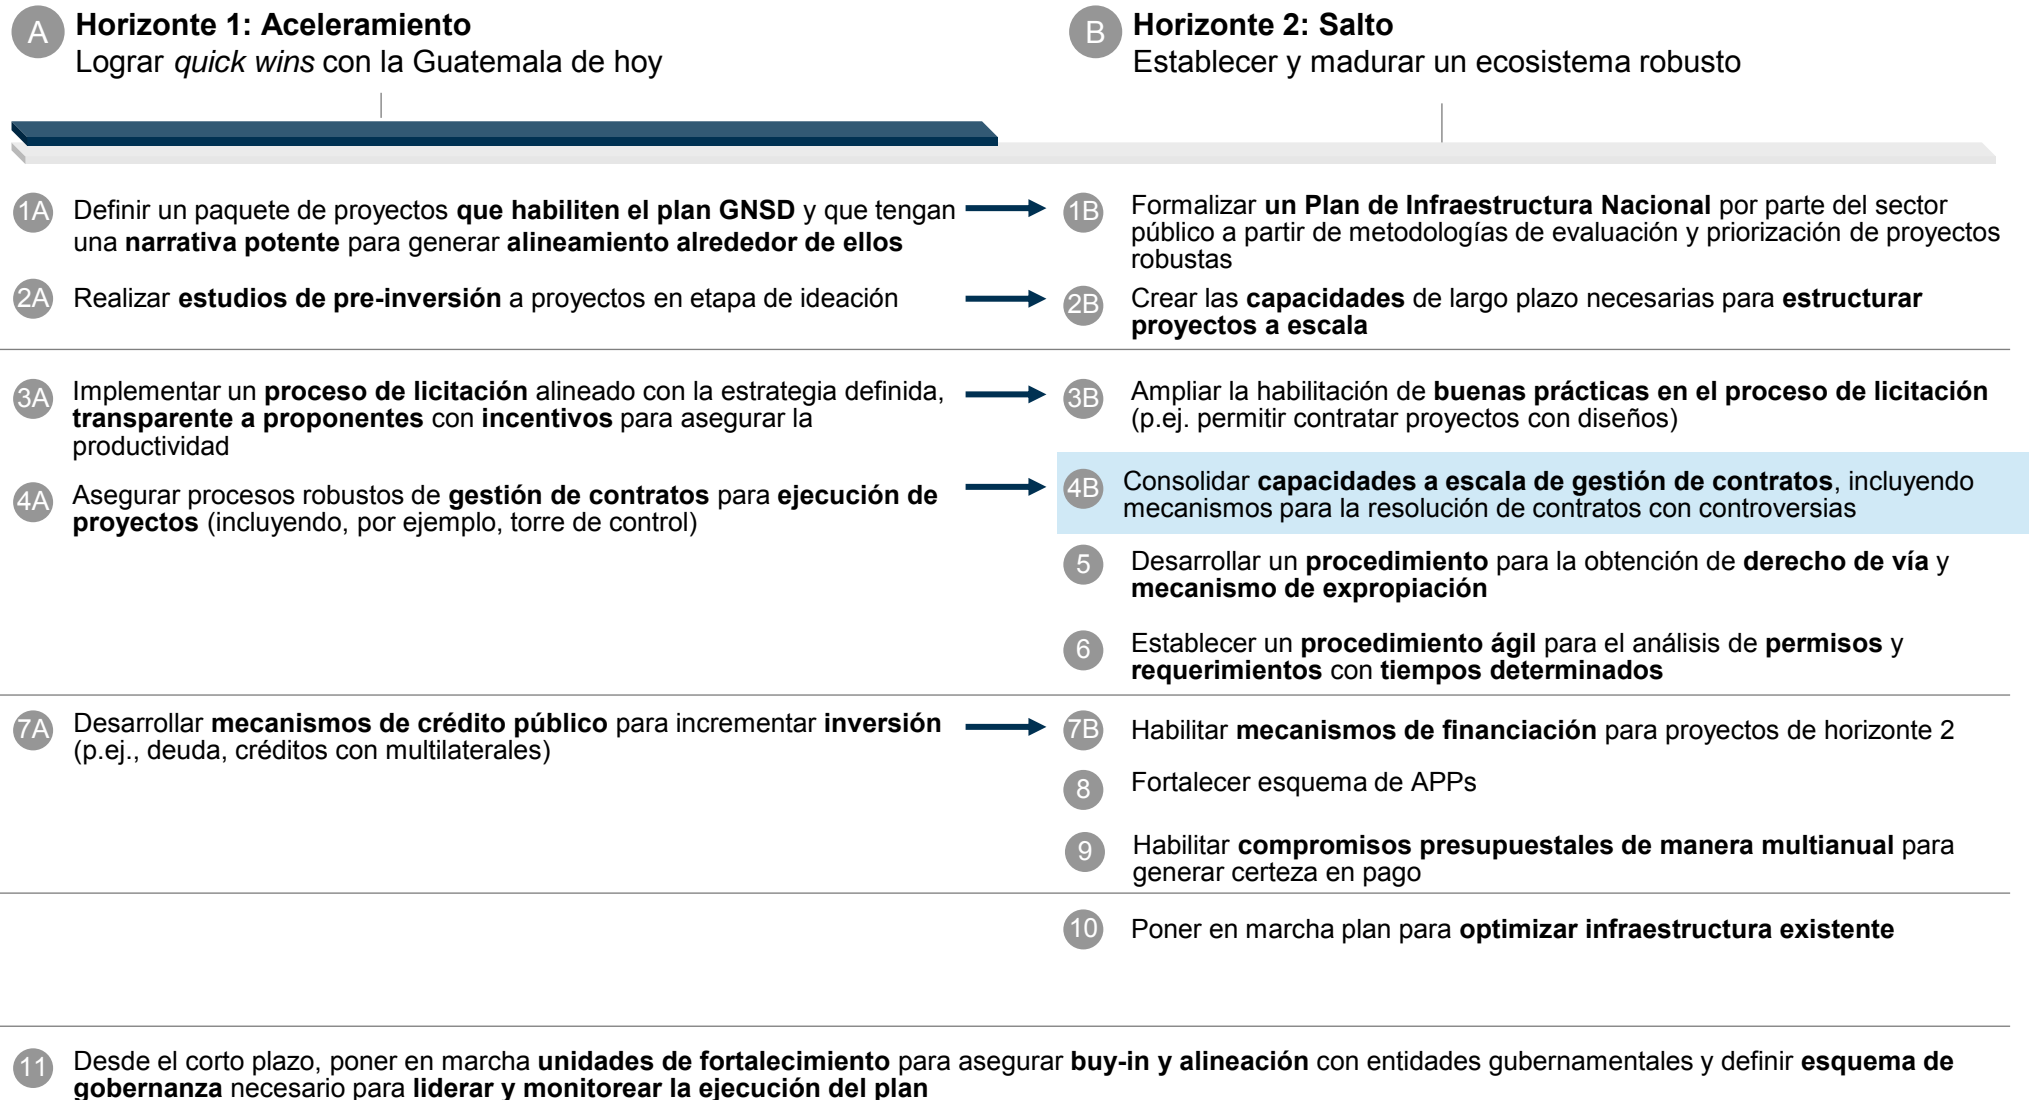 A
Horizonte 1: Aceleramiento
Lograr quick wins con la Guatemala de hoy
B
Horizonte 2: Salto
Establecer y madurar un ecosistema robusto
1A
Definir un paquete de proyectos que habiliten el plan GNSD y que tengan
una narrativa potente para generar alineamiento alrededor de ellos
1B
Formalizar un Plan de Infraestructura Nacional por parte del sector
público a partir de metodologías de evaluación y priorización de proyectos
robustas
2A
Realizar estudios de pre-inversión a proyectos en etapa de ideación
2B
Crear las capacidades de largo plazo necesarias para estructurar
proyectos a escala
3A
Implementar un proceso de licitación alineado con la estrategia definida,
transparente a proponentes con incentivos para asegurar la
productividad
3B
Ampliar la habilitación de buenas prácticas en el proceso de licitación
(p.ej. permitir contratar proyectos con diseños)
4A
Asegurar procesos robustos de gestión de contratos para ejecución de
proyectos (incluyendo, por ejemplo, torre de control)
4B
Consolidar capacidades a escala de gestión de contratos, incluyendo
mecanismos para la resolución de contratos con controversias
5
Desarrollar un procedimiento para la obtención de derecho de vía y
mecanismo de expropiación
6
Establecer un procedimiento ágil para el análisis de permisos y
requerimientos con tiempos determinados
7A
Desarrollar mecanismos de crédito público para incrementar inversión
(p.ej., deuda, créditos con multilaterales)
7B
Habilitar mecanismos de financiación para proyectos de horizonte 2
8
Fortalecer esquema de APPs
9
Habilitar compromisos presupuestales de manera multianual para
generar certeza en pago
10
Poner en marcha plan para optimizar infraestructura existente
11
Desde el corto plazo, poner en marcha unidades de fortalecimiento para asegurar buy-in y alineación con entidades gubernamentales y definir esquema de
gobernanza necesario para liderar y monitorear la ejecución del plan